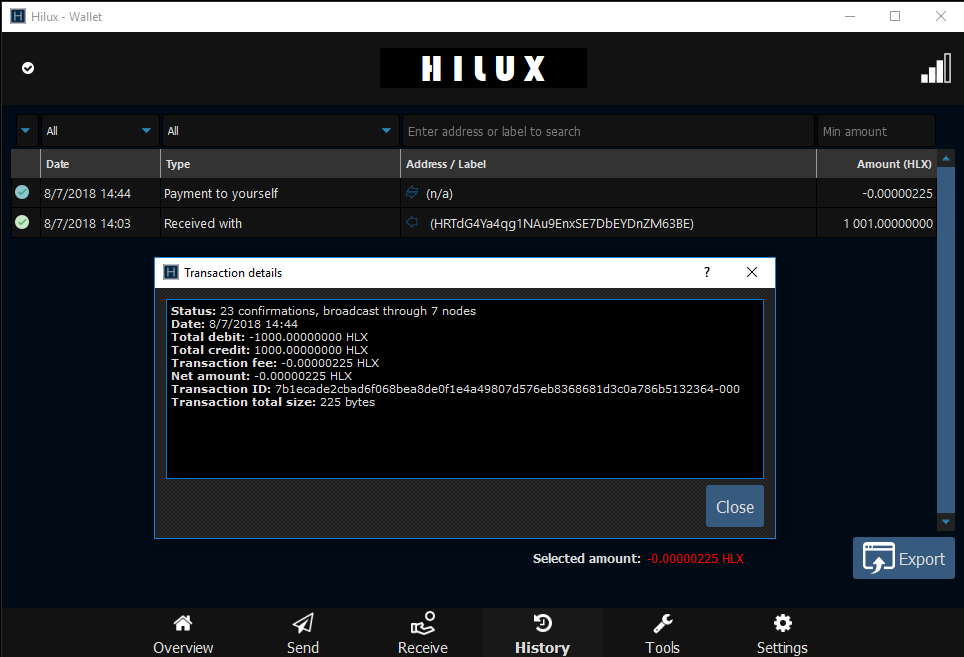 Hilux - Wallet
HILUX
All
All
Enter address or label to search
Min amount
Date Type Address / Label Amount (HLX)
8/7/2018 14:44 Payment to yourself (n/a) -0.00000225
8/7/2018 14:03 Received with (HRTdG4Ya4qg1NAu9EnxSE7DbEYDnZM63BE) 1 001.00000000
Transaction details
?
Status: 23 confirmations, broadcast through 7 nodes
Date: 8/7/2018 14:44
Total debit: -1000.00000000 HLX
Total credit: 1000.00000000 HLX
Transaction fee: -0.00000225 HLX
Net amount: -0.00000225 HLX
Transaction ID: 7b1ecade2cbad6f068bea8de0f1e4a49807d576eb8368681d3c0a786b5132364-000
Transaction total size: 225 bytes
Close
Selected amount: -0.00000225 HLX
Export
Overview Send Receive History Tools Settings